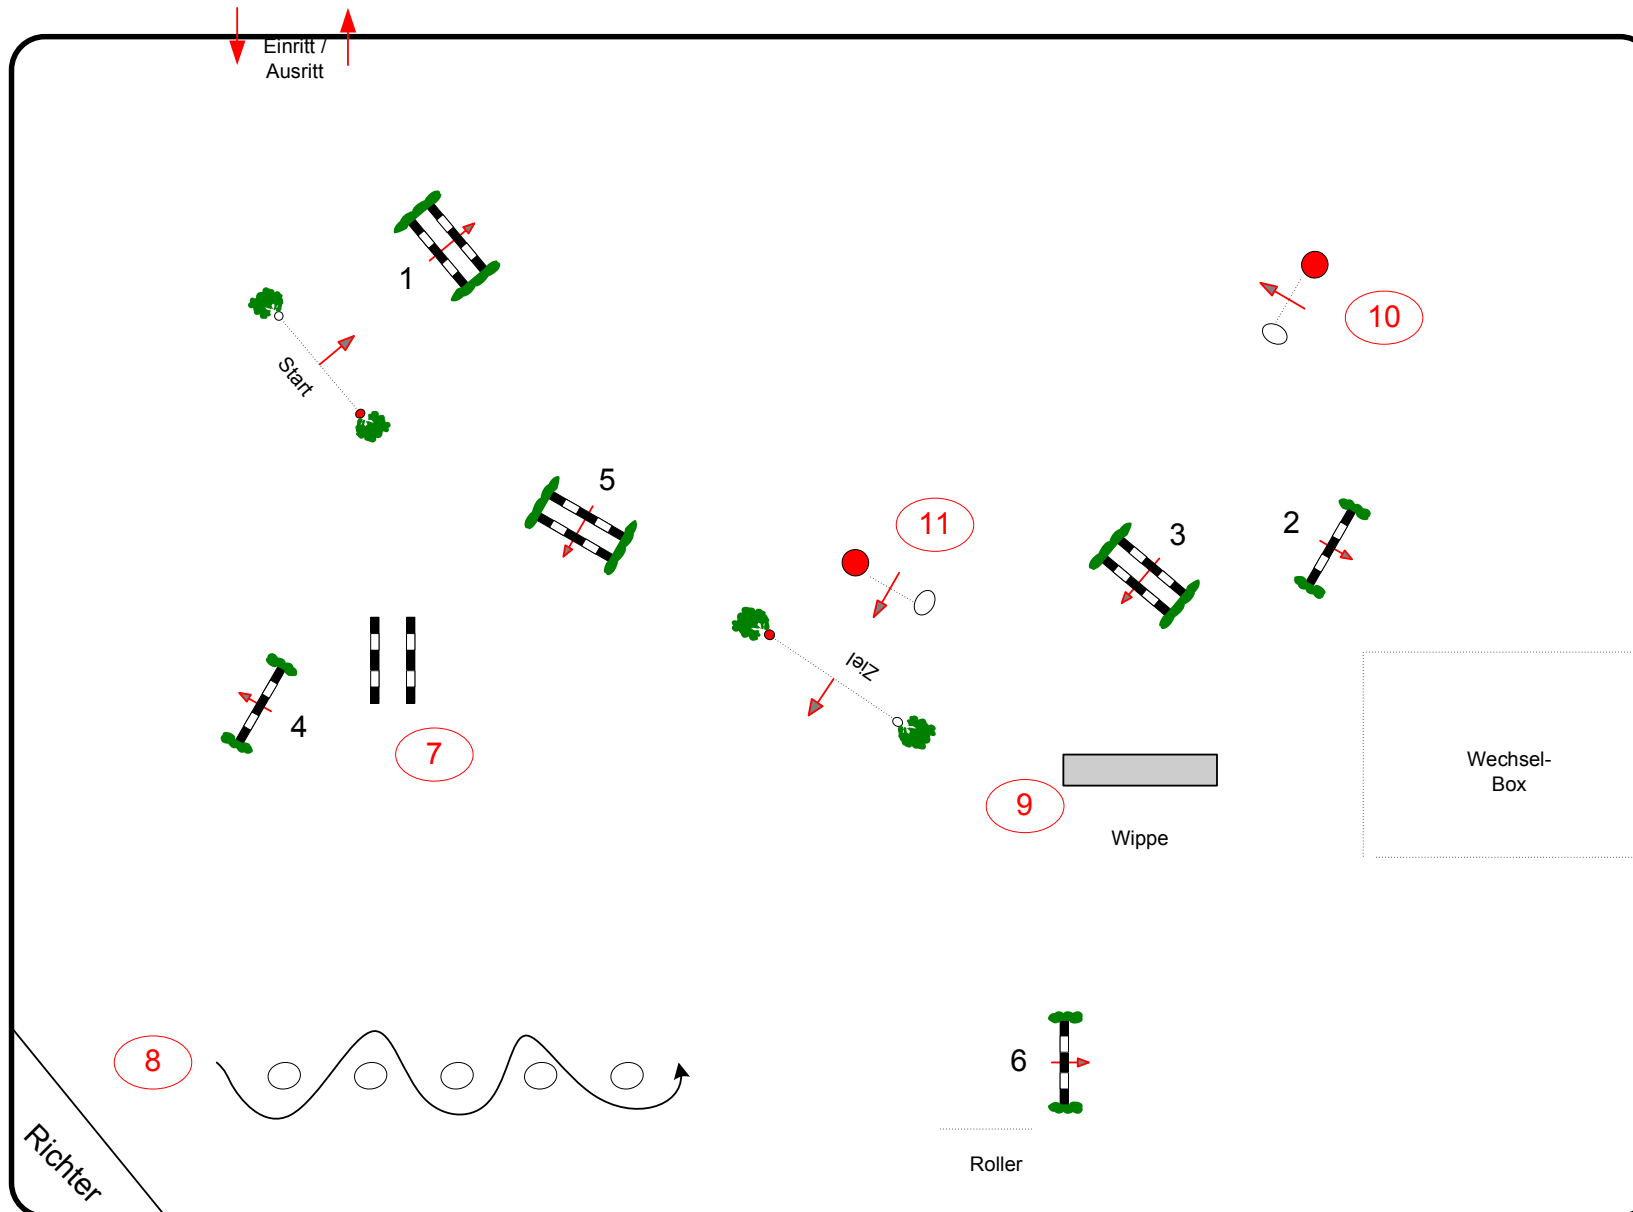 Einritt /
Ausritt
1
10
Start
5
11
3
2
Ziel
4
7
Wechsel-
Box
9
Wippe
8
6
Roller
Richter